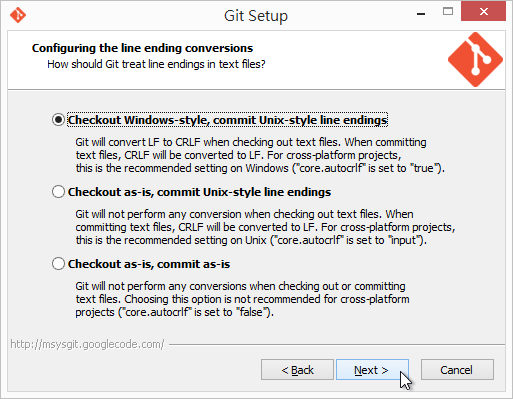 Git Setup
Configuring the line ending conversions
How should Git treat line endings in text files?
Checkout Windows-style, commit Unix-style line endings
Git will convert LF to CRLF when checking out text files. When committing
text files, CRLF will be converted to LF. For cross-platform projects,
this is the recommended setting on Windows ("core.autocrlf" is set to "true").
Checkout as-is, commit Unix-style line endings
Git will not perform any conversion when checking out text files. When
committing text files, CRLF will be converted to LF. For cross-platform projects,
this is the recommended setting on Unix ("core.autocrlf" is set to "input").
Checkout as-is, commit as-is
Git will not perform any conversions when checking out or committing
text files. Choosing this option is not recommended for cross-platform
projects ("core.autocrlf" is set to "false").
http://msysgit.googlecode.com/
< Back
Next >
Cancel